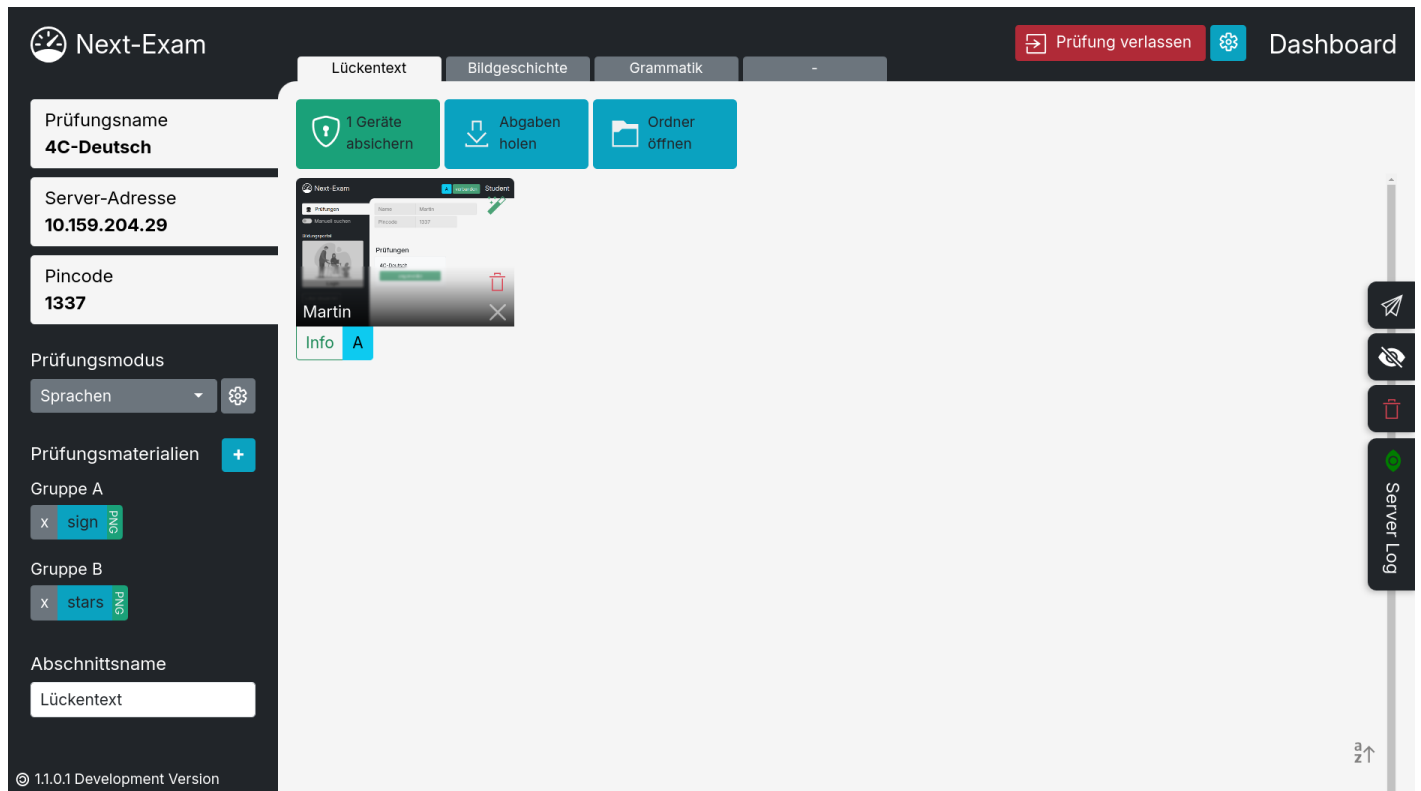 Next-Exam
Prüfung verlassen
Dashboard
Lückentext
Bildgeschichte
Grammatik
-
Prüfungsname
4C-Deutsch
Server-Adresse
10.159.204.29
Pincode
1337
Prüfungsmodus
Sprachen
Prüfungsmaterialien
+
Gruppe A
x sign PNG
Gruppe B
x stars PNG
Abschnittsname
Lückentext
1.1.0.1 Development Version
1 Geräte
absichern
Abgaben
holen
Ordner
öffnen
Next-Exam
A
Student
Prüfungen
Name Martin
Manuell suchen
Pincode 1337
Prüfungen
4C-Deutsch
Martin
Info A
Server Log
a
z